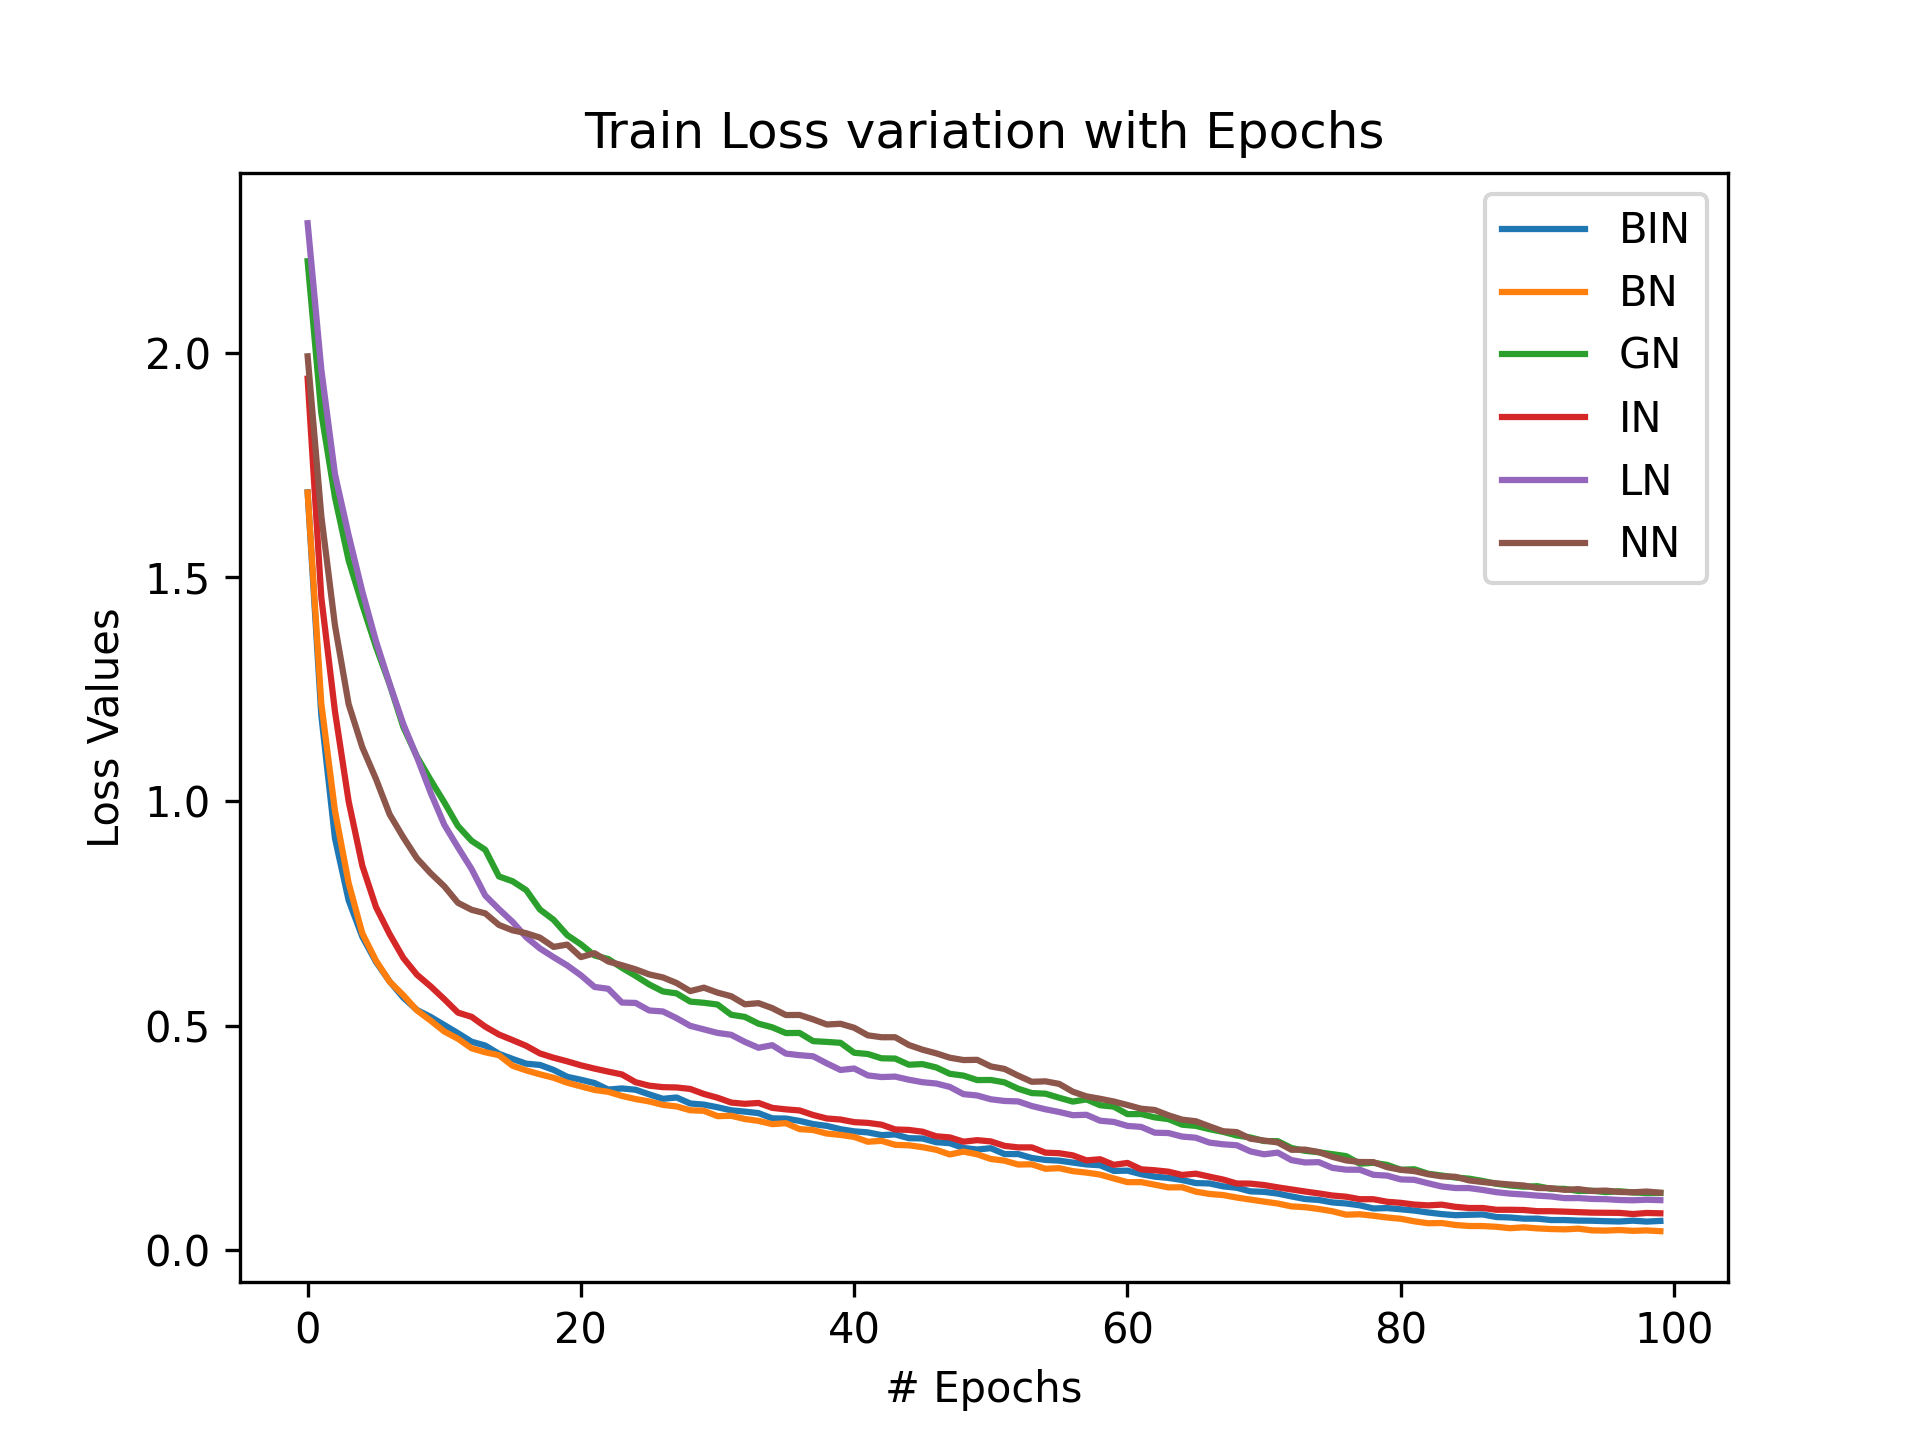 Train Loss variation with Epochs
BIN
BN
GN
IN
LN
NN
2.0
1.5
1.0
0.5
0.0
Loss Values
0 20 40 60 80 100
# Epochs